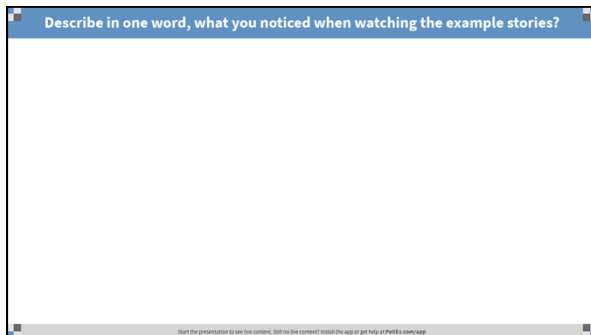 Describe in one word, what you noticed when watching the example stories?
Start the presentation to see live content. Still no live content? Install the app or get help at PollEv.com/app